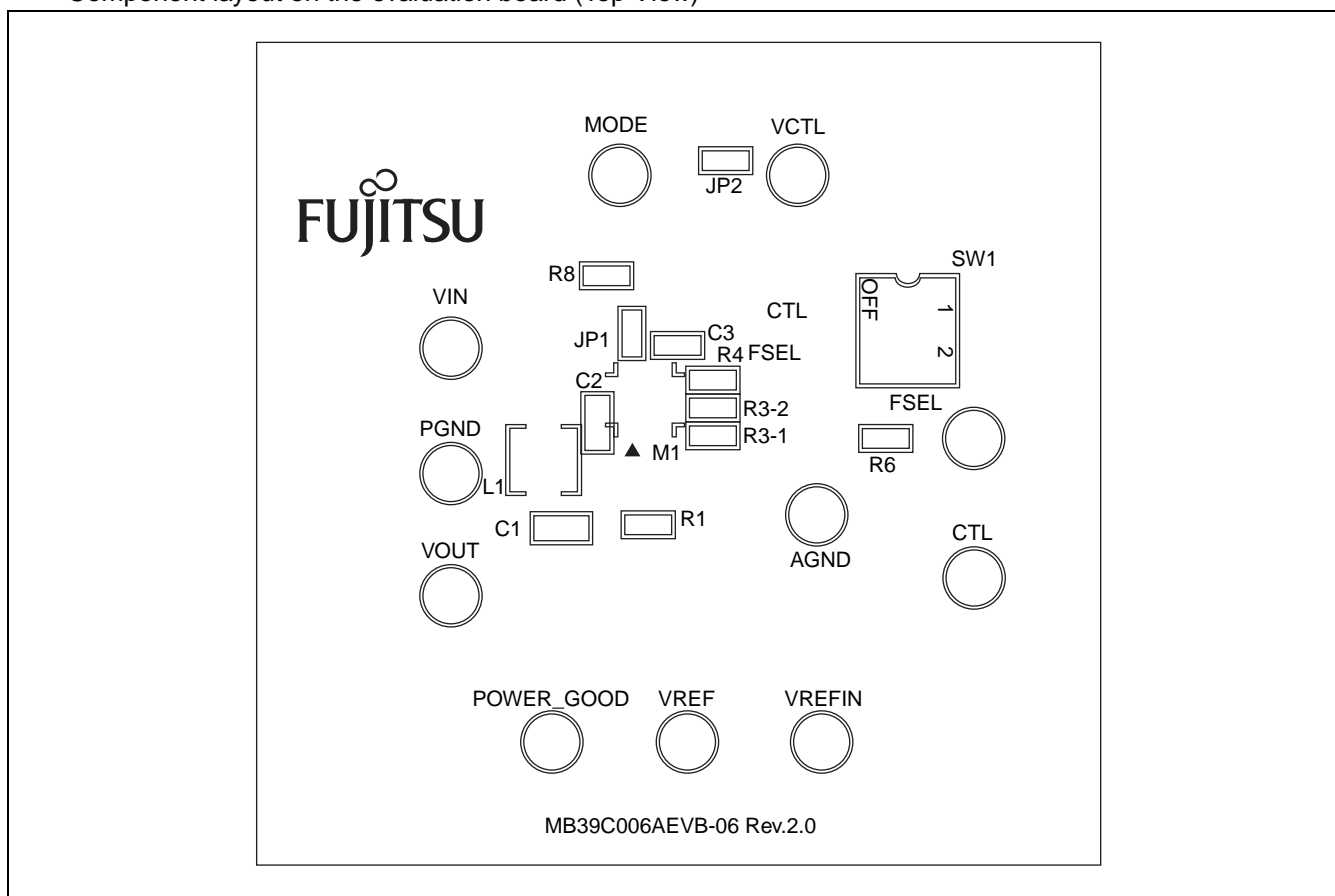 Component layout on the evaluation board (Top View)
MODE
VCTL
JP2
FUJITSU
SW1
R8
VIN
OFF
1
2
CTL
JP1
C3
R4 FSEL
C2
FSEL
R3-2
PGND
M1
R3-1
R6
L1
C1
R1
VOUT
AGND
CTL
POWER_GOOD
VREF
VREFIN
MB39C006AEVB-06 Rev.2.0